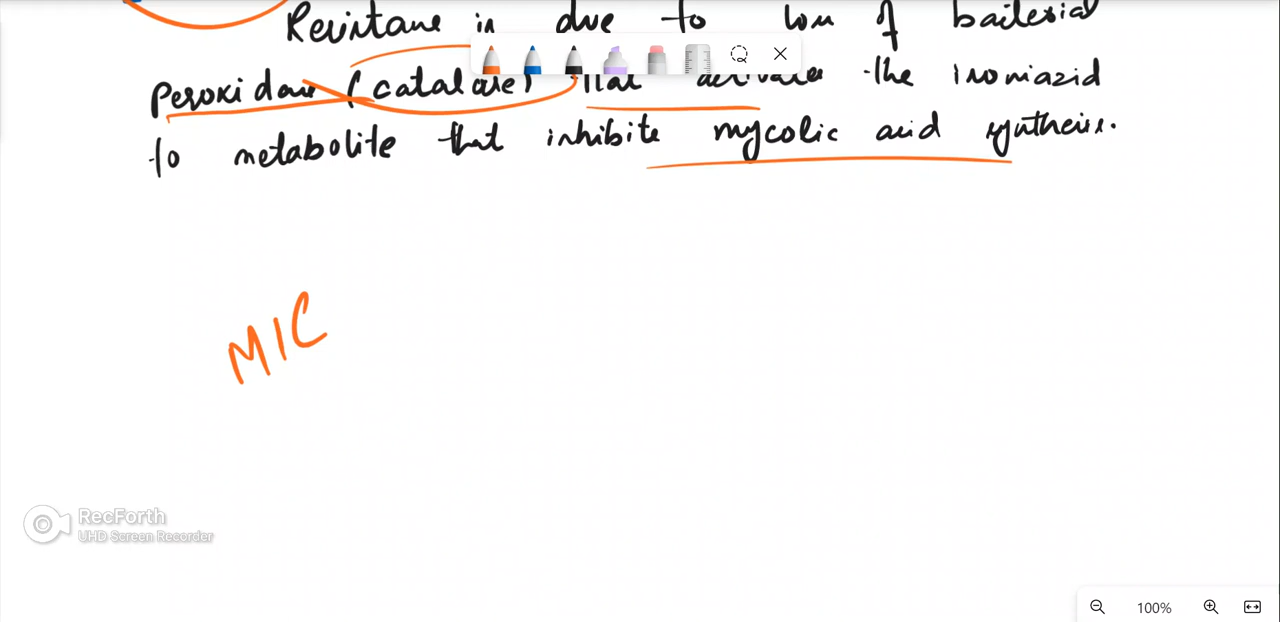 Resistance is due to loss of bacterial
Peroxidase (catalase) that activates the isoniazid
to metabolite that inhibits mycolic acid synthesis.
MIC
RecForth
UHD Screen Recorder
100%